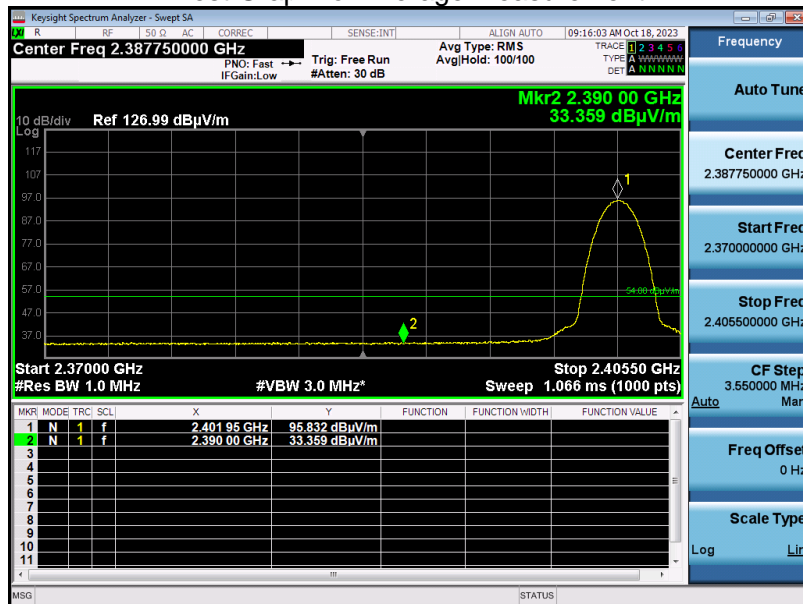 Keysight Spectrum Analyzer - Swept SA
LXI R RF 50 Ω AC CORREC SENSE:INT ALIGN AUTO 09:16:03 AM Oct 18, 2023
Center Freq 2.387750000 GHz Avg Type: RMS TRACE 1 2 3 4 5 6
PNO: Fast Trig: Free Run Avg|Hold: 100/100 TYPE A WWWWW
IFGain:Low #Atten: 30 dB DET A N N N N N
Mkr2 2.390 00 GHz
10 dB/div Ref 126.99 dBµV/m 33.359 dBµV/m
Log
117
107
1
97.0
87.0
77.0
67.0
57.0
54.00 dBµV/m
47.0
2
37.0
Start 2.37000 GHz Stop 2.40550 GHz
#Res BW 1.0 MHz #VBW 3.0 MHz* Sweep 1.066 ms (1000 pts)
MKR MODE TRC SCL X Y FUNCTION FUNCTION WIDTH FUNCTION VALUE
1 N 1 f 2.401 95 GHz 95.832 dBµV/m
2 N 1 f 2.390 00 GHz 33.359 dBµV/m
3
4
5
6
7
8
9
10
11
MSG STATUS
Frequency
Auto Tune
Center Freq
2.387750000 GHz
Start Freq
2.370000000 GHz
Stop Freq
2.405500000 GHz
CF Step
3.550000 MHz
Auto Man
Freq Offset
0 Hz
Scale Type
Log Lin